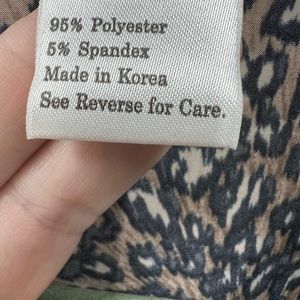 95% Polyester
5% Spandex
Made in Korea
See Reverse for Care.